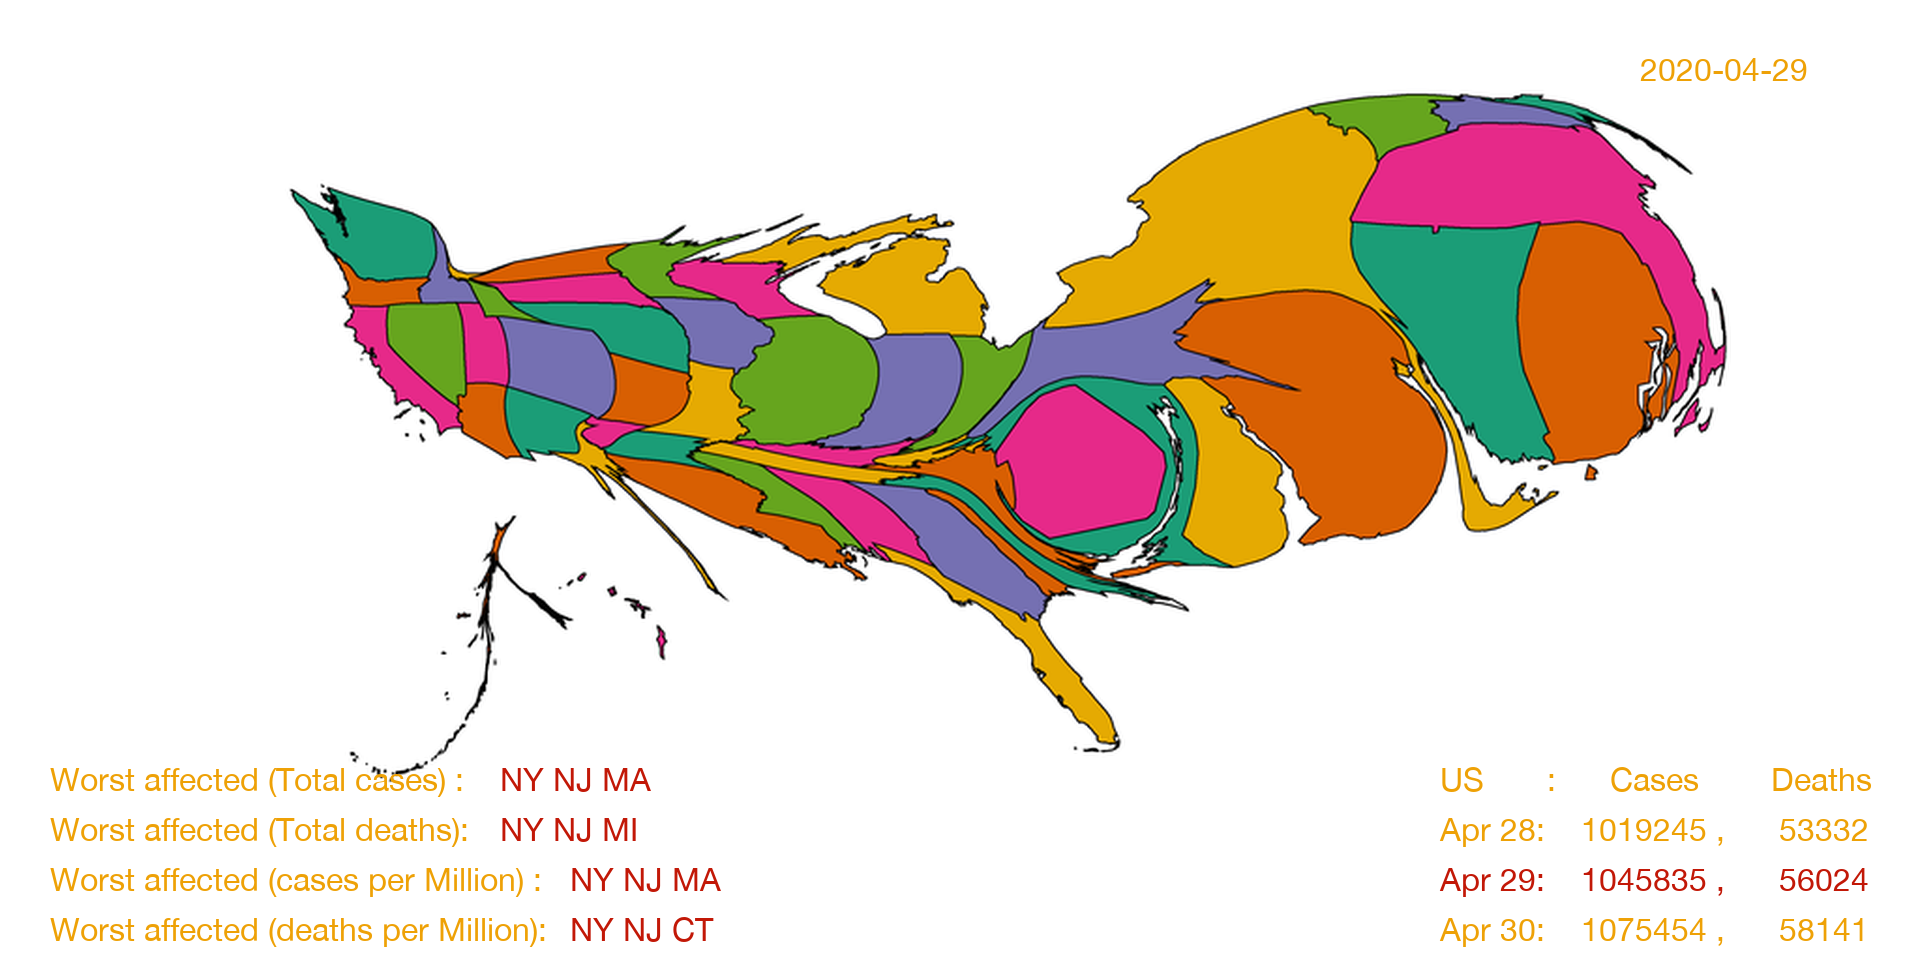 2020-04-29
Worst affected (Total cases) : NY NJ MA
Worst affected (Total deaths): NY NJ MI
Worst affected (cases per Million) : NY NJ MA
Worst affected (deaths per Million): NY NJ CT
US : Cases Deaths
Apr 28: 1019245 , 53332
Apr 29: 1045835 , 56024
Apr 30: 1075454 , 58141